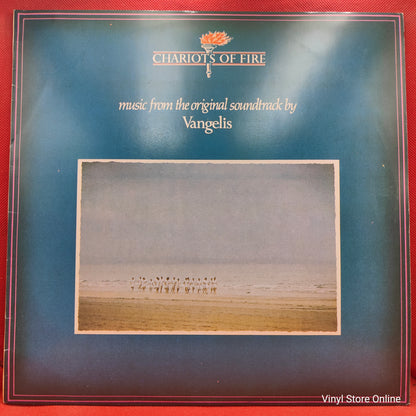 CHARIOTS OF FIRE
music from the original soundtrack by
Vangelis
Vinyl Store Online